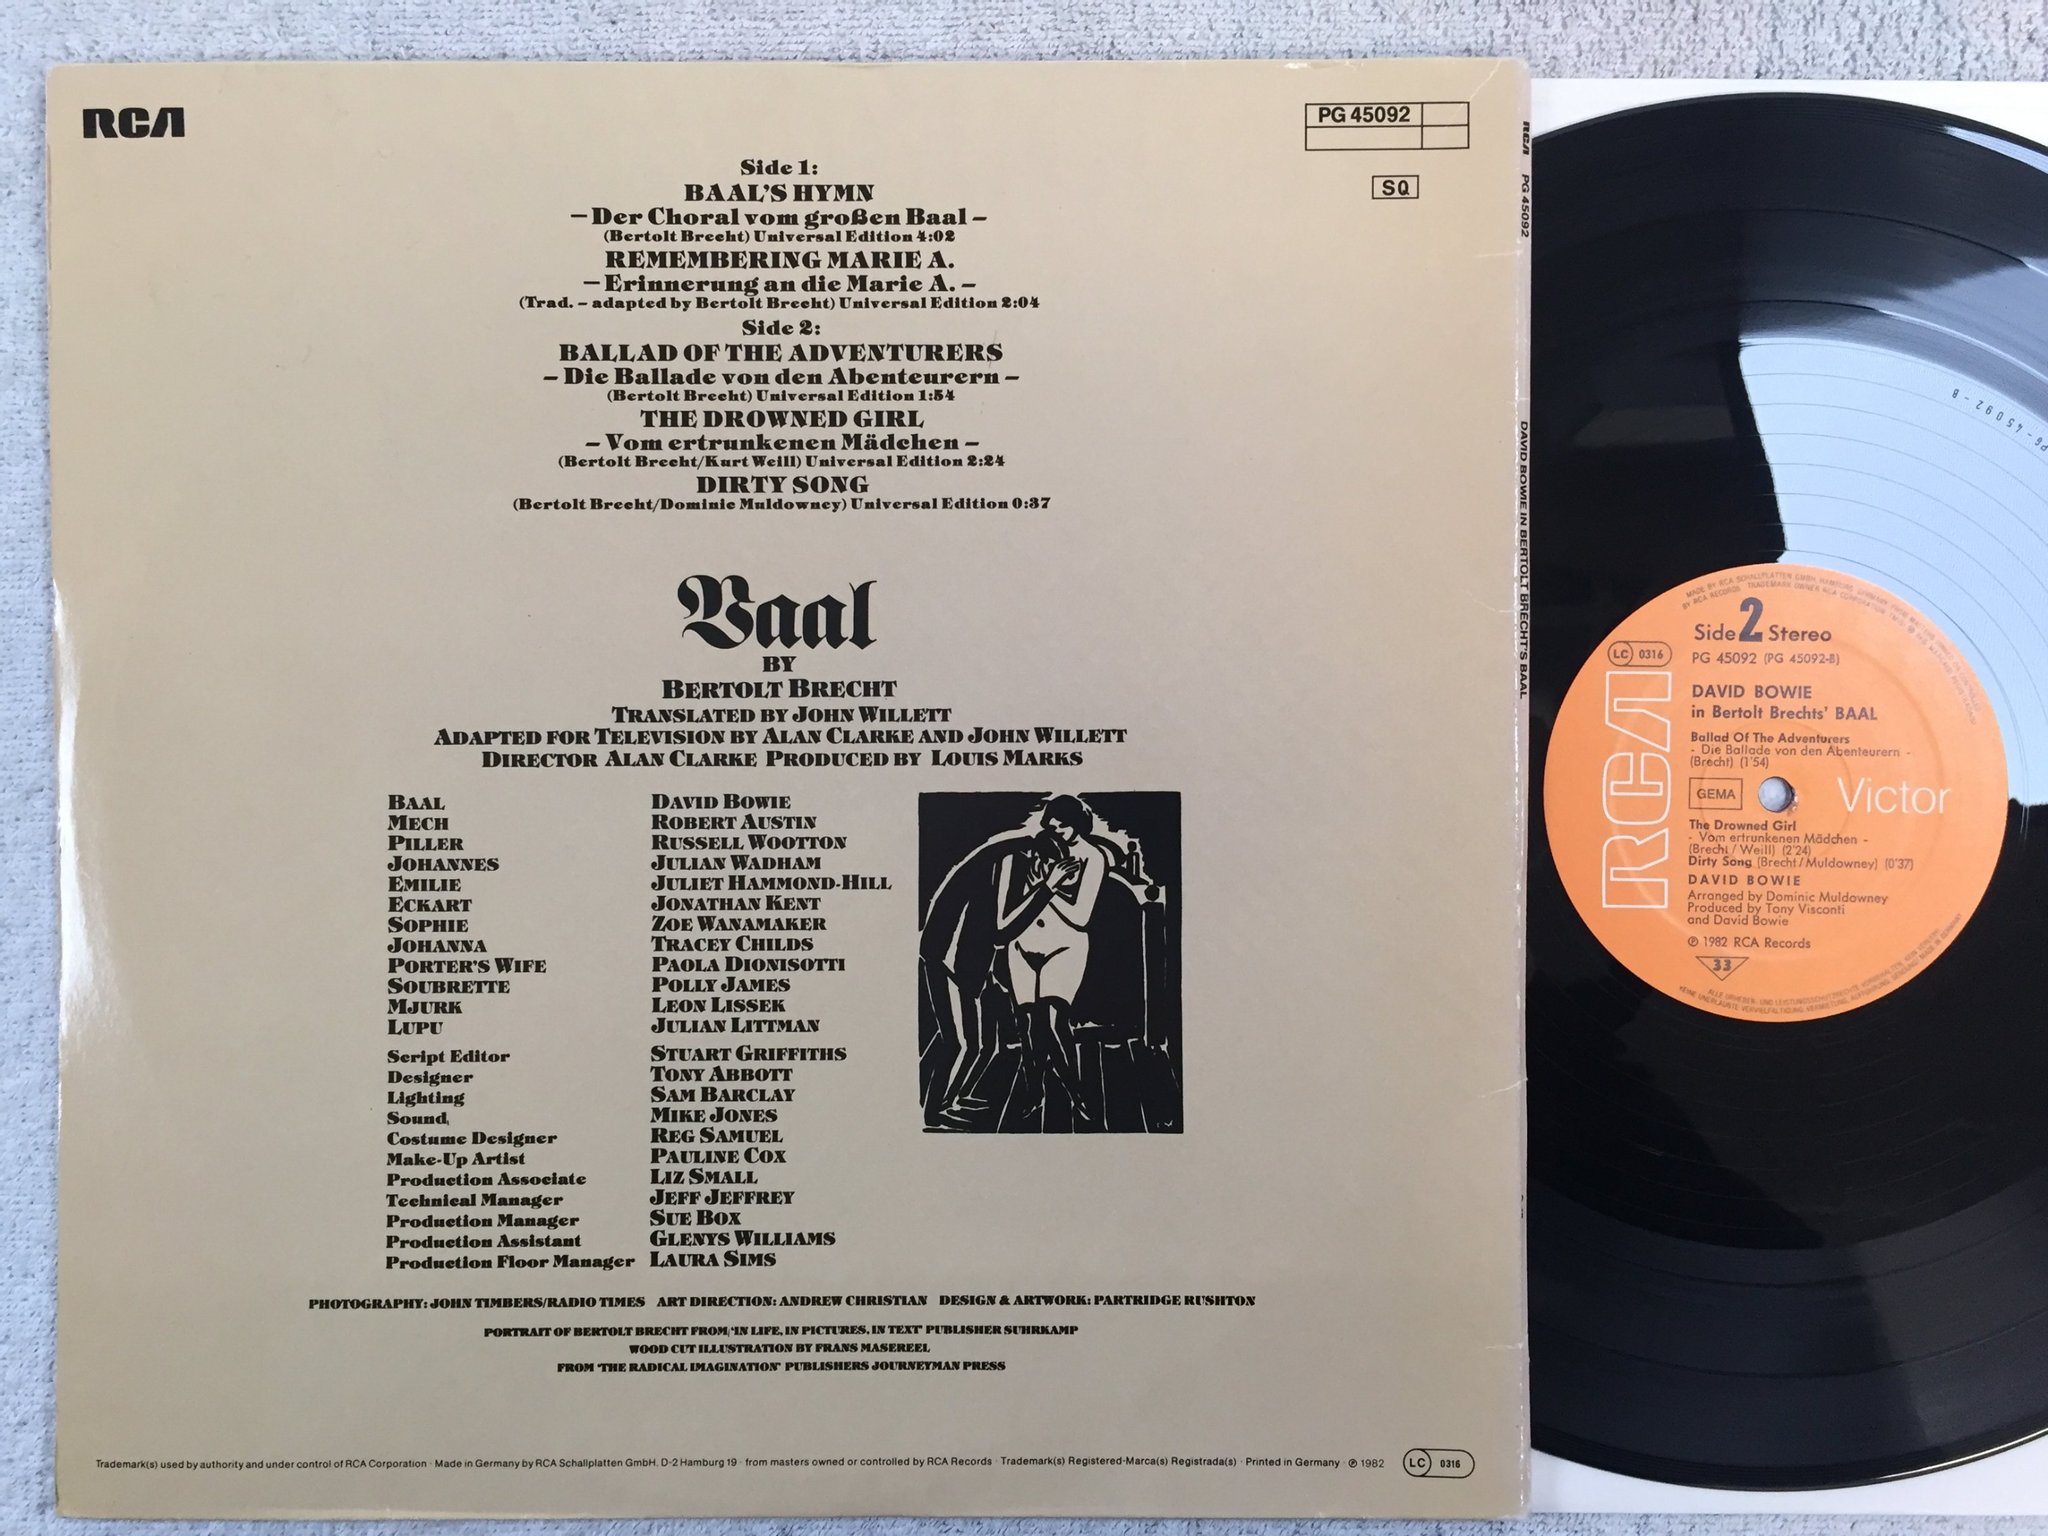 RCA
PG 45092
SQ
Side 1:
BAAL'S HYMN
– Der Choral vom großen Baal –
(Bertolt Brecht) Universal Edition 4:02
REMEMBERING MARIE A.
– Erinnerung an die Marie A. –
(Trad. – adapted by Bertolt Brecht) Universal Edition 2:04
Side 2:
BALLAD OF THE ADVENTURERS
– Die Ballade von den Abenteurern –
(Bertolt Brecht) Universal Edition 1:54
THE DROWNED GIRL
– Vom ertrunkenen Mädchen –
(Bertolt Brecht/Kurt Weill) Universal Edition 2:24
DIRTY SONG
(Bertolt Brecht/Dominic Muldowney) Universal Edition 0:37
Baal
BY
BERTOLT BRECHT
TRANSLATED BY JOHN WILLETT
ADAPTED FOR TELEVISION BY ALAN CLARKE AND JOHN WILLETT
DIRECTOR ALAN CLARKE PRODUCED BY LOUIS MARKS
BAAL DAVID BOWIE
MECH ROBERT AUSTIN
PILLER RUSSELL WOOTTON
JOHANNES JULIAN WADHAM
EMILIE JULIET HAMMOND-HILL
ECKART JONATHAN KENT
SOPHIE ZOE WANAMAKER
JOHANNA TRACEY CHILDS
PORTER'S WIFE PAOLA DIONISOTTI
SOUBRETTE POLLY JAMES
MJURK LEON LISSEK
LUPU JULIAN LITTMAN
Script Editor STUART GRIFFITHS
Designer TONY ABBOTT
Lighting SAM BARCLAY
Sound MIKE JONES
Costume Designer REG SAMUEL
Make-Up Artist PAULINE COX
Production Associate LIZ SMALL
Technical Manager JEFF JEFFREY
Production Manager SUE BOX
Production Assistant GLENYS WILLIAMS
Production Floor Manager LAURA SIMS
PHOTOGRAPHY: JOHN TIMBERS/RADIO TIMES ART DIRECTION: ANDREW CHRISTIAN DESIGN & ARTWORK: PARTRIDGE RUSHTON
PORTRAIT OF BERTOLT BRECHT FROM 'IN LIFE, IN PICTURES, IN TEXT' PUBLISHER SUHRKAMP
WOOD CUT ILLUSTRATION BY FRANS MASEREEL
FROM 'THE RADICAL IMAGINATION' PUBLISHERS JOURNEYMAN PRESS
Trademark(s) used by authority and under control of RCA Corporation · Made in Germany by RCA Schallplatten GmbH, D-2 Hamburg 19 · from masters owned or controlled by RCA Records · Trademark(s) Registered-Marca(s) Registrada(s) · Printed in Germany · ℗ 1982
LC 0316
RCA PG 45092 DAVID BOWIE IN BERTOLT BRECHT'S BAAL
PG-45092-B
Side 2 Stereo
LC 0316
PG 45092 (PG 45092-B)
DAVID BOWIE
in Bertolt Brechts' BAAL
Ballad Of The Adventurers
- Die Ballade von den Abenteurern -
(Brecht) (1'54)
GEMA
RCA Victor
The Drowned Girl
- Vom ertrunkenen Mädchen -
(Brecht / Weill) (2'24)
Dirty Song (Brecht / Muldowney) (0'37)
DAVID BOWIE
Arranged by Dominic Muldowney
Produced by Tony Visconti
and David Bowie
℗ 1982 RCA Records
33